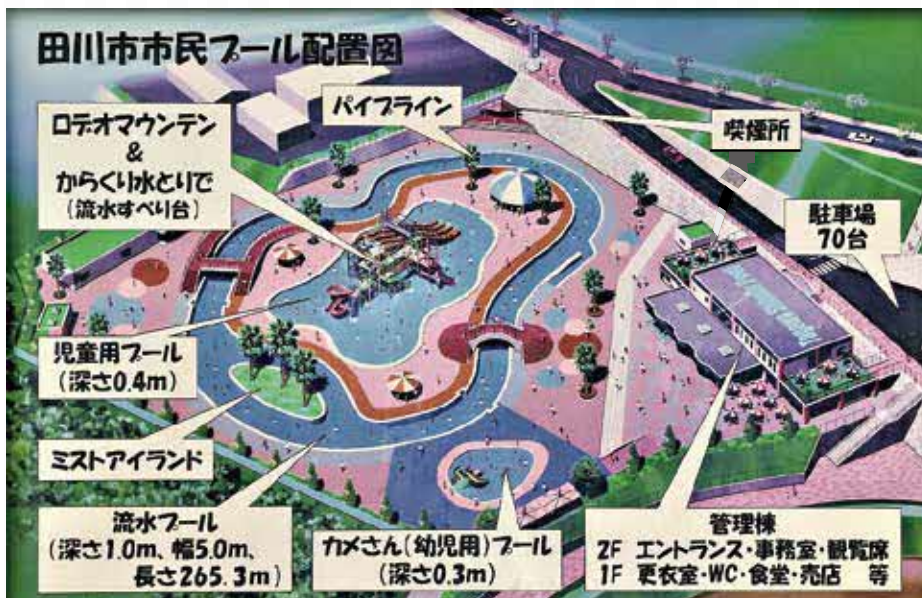 田川市市民プール配置図
ロデオマウンテン
&
からくり水とりで
(流水すべり台)
パイプライン
喫煙所
駐車場
70台
児童用プール
(深さ0.4m)
ミストアイランド
流水プール
(深さ1.0m、幅5.0m、
長さ265.3m)
カメさん(幼児用)プール
(深さ0.3m)
管理棟
2F エントランス・事務室・観覧席
1F 更衣室・WC・食堂・売店 等